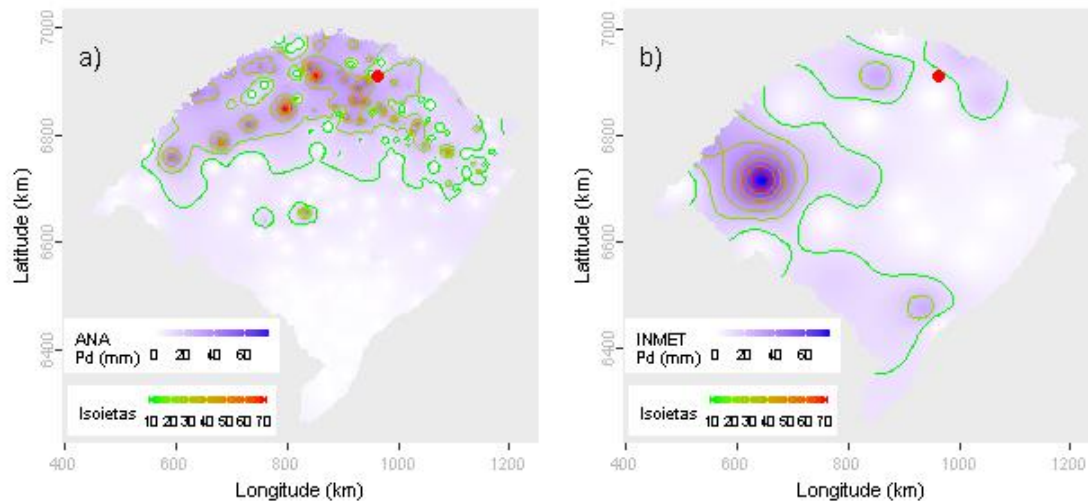 a)
7000
6800
6600
6400
Latitude (km)
ANA
Pd (mm)
0 20 40 60
Isoietas
10 20 30 40 50 60 70
400 600 800 1000 1200
Longitude (km)
b)
7000
6800
6600
6400
Latitude (km)
INMET
Pd (mm)
0 20 40 60
Isoietas
10 20 30 40 50 60 70
400 600 800 1000 1200
Longitude (km)